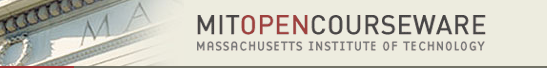 MITOPENCOURSEWARE
MASSACHUSETTS INSTITUTE OF TECHNOLOGY